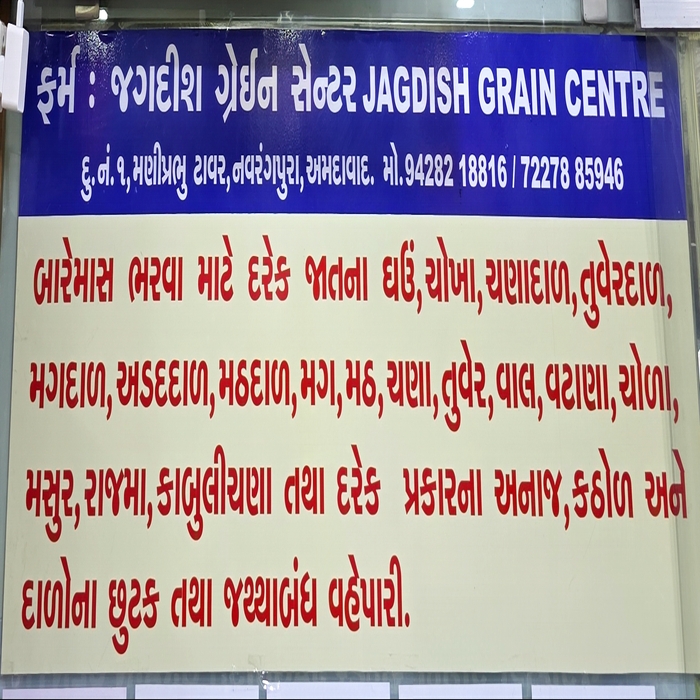 ફર્મ : જગદીશ ગ્રેઈન સેન્ટર JAGDISH GRAIN CENTRE
દુ. નં. ૧, મણીપ્રભુ ટાવર, નવરંગપુરા, અમદાવાદ. મો. 94282 18816 / 72278 85946
બારેમાસ ભરવા માટે દરેક જાતના ઘઉં, ચોખા, ચણાદાળ, તુવેરદાળ,
મગદાળ, અડદદાળ, મઠદાળ, મગ, મઠ, ચણા, તુવેર, વાલ, વટાણા, ચોળા,
મસુર, રાજમા, કાબુલીચણા તથા દરેક પ્રકારના અનાજ, કઠોળ અને
દાળોના છુટક તથા જથ્થાબંધ વહેપારી.